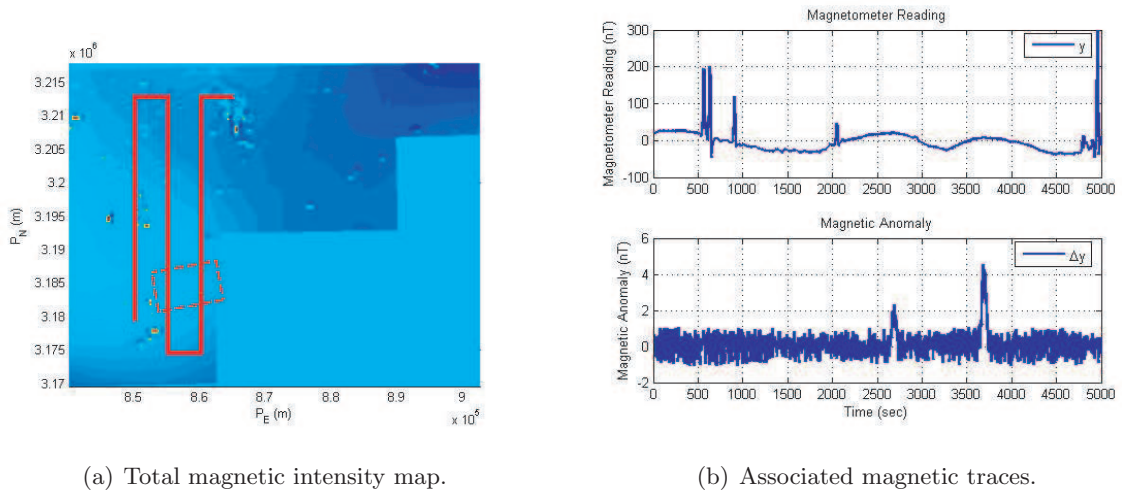 x 10⁶
3.215
3.21
3.205
3.2
3.195
3.19
3.185
3.18
3.175
3.17
P_N (m)
8.5 8.6 8.7 8.8 8.9 9
P_E (m)
x 10⁵
(a) Total magnetic intensity map.
Magnetometer Reading
300
200
100
0
-100
Magnetometer Reading (nT)
y
0 500 1000 1500 2000 2500 3000 3500 4000 4500 5000
Magnetic Anomaly
6
4
2
0
-2
Magnetic Anomaly (nT)
Δy
0 500 1000 1500 2000 2500 3000 3500 4000 4500 5000
Time (sec)
(b) Associated magnetic traces.